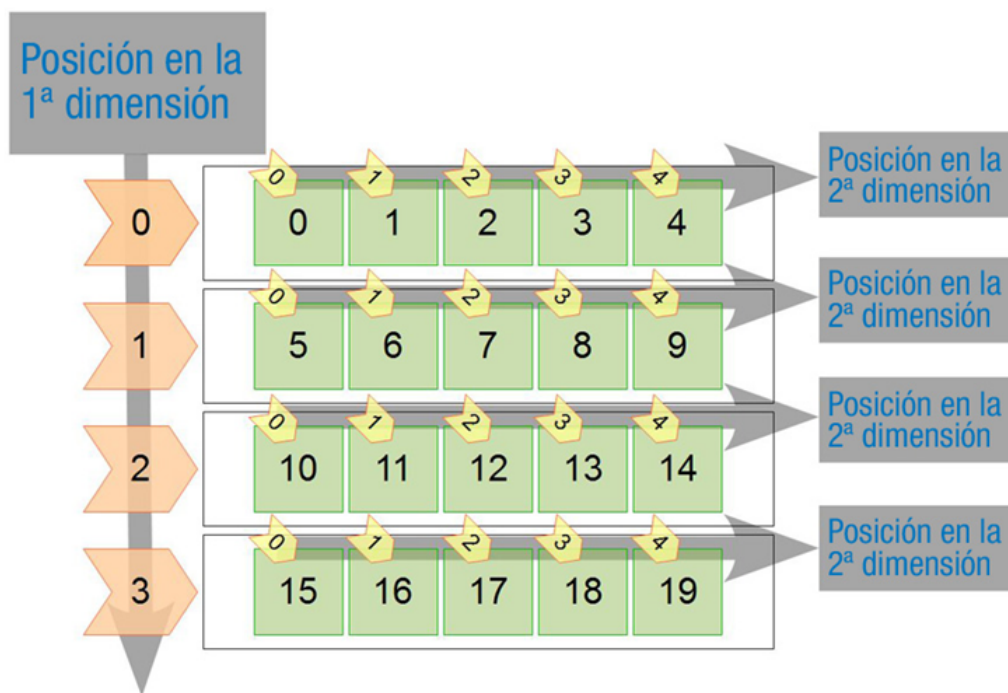 Posición en la
1ª dimensión
0 1 2 3 4
Posición en la
2ª dimensión
0
0 1 2 3 4
0 1 2 3 4
Posición en la
2ª dimensión
1
5 6 7 8 9
0 1 2 3 4
Posición en la
2ª dimensión
2
10 11 12 13 14
0 1 2 3 4
Posición en la
2ª dimensión
3
15 16 17 18 19